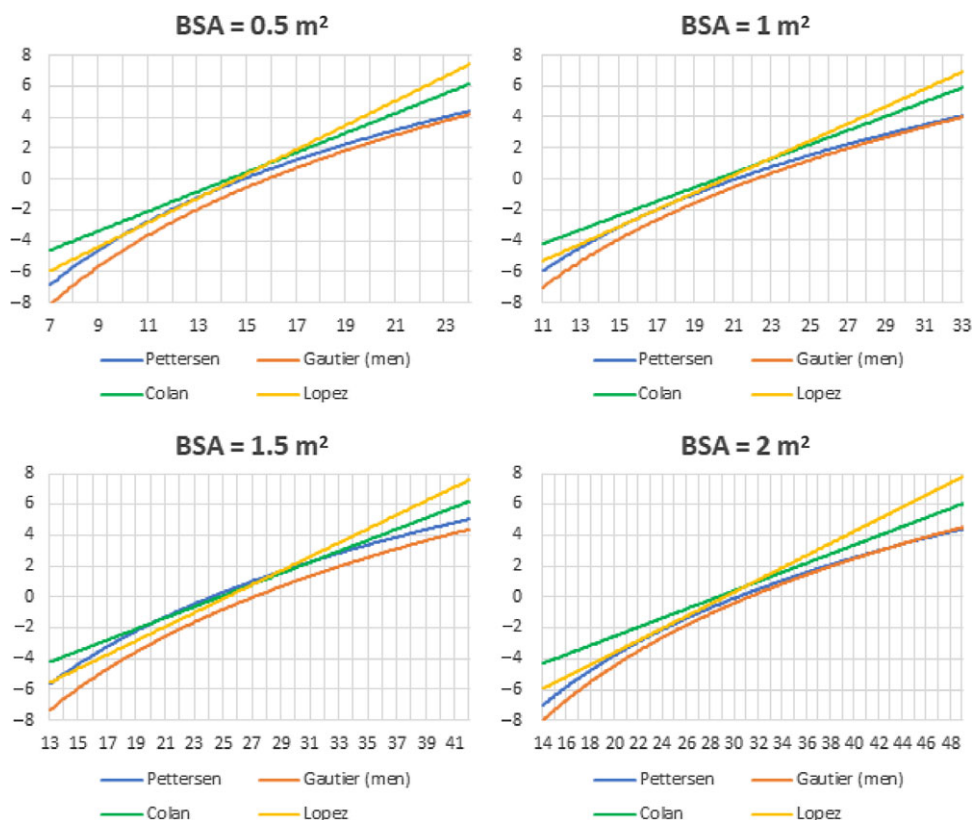 BSA = 0.5 m²
8
6
4
2
0
−2
−4
−6
−8
7 9 11 13 15 17 19 21 23
Pettersen Gautier (men)
Colan Lopez
BSA = 1 m²
8
6
4
2
0
−2
−4
−6
−8
11 13 15 17 19 21 23 25 27 29 31 33
Pettersen Gautier (men)
Colan Lopez
BSA = 1.5 m²
8
6
4
2
0
−2
−4
−6
−8
13 15 17 19 21 23 25 27 29 31 33 35 37 39 41
Pettersen Gautier (men)
Colan Lopez
BSA = 2 m²
8
6
4
2
0
−2
−4
−6
−8
14 16 18 20 22 24 26 28 30 32 34 36 38 40 42 44 46 48
Pettersen Gautier (men)
Colan Lopez